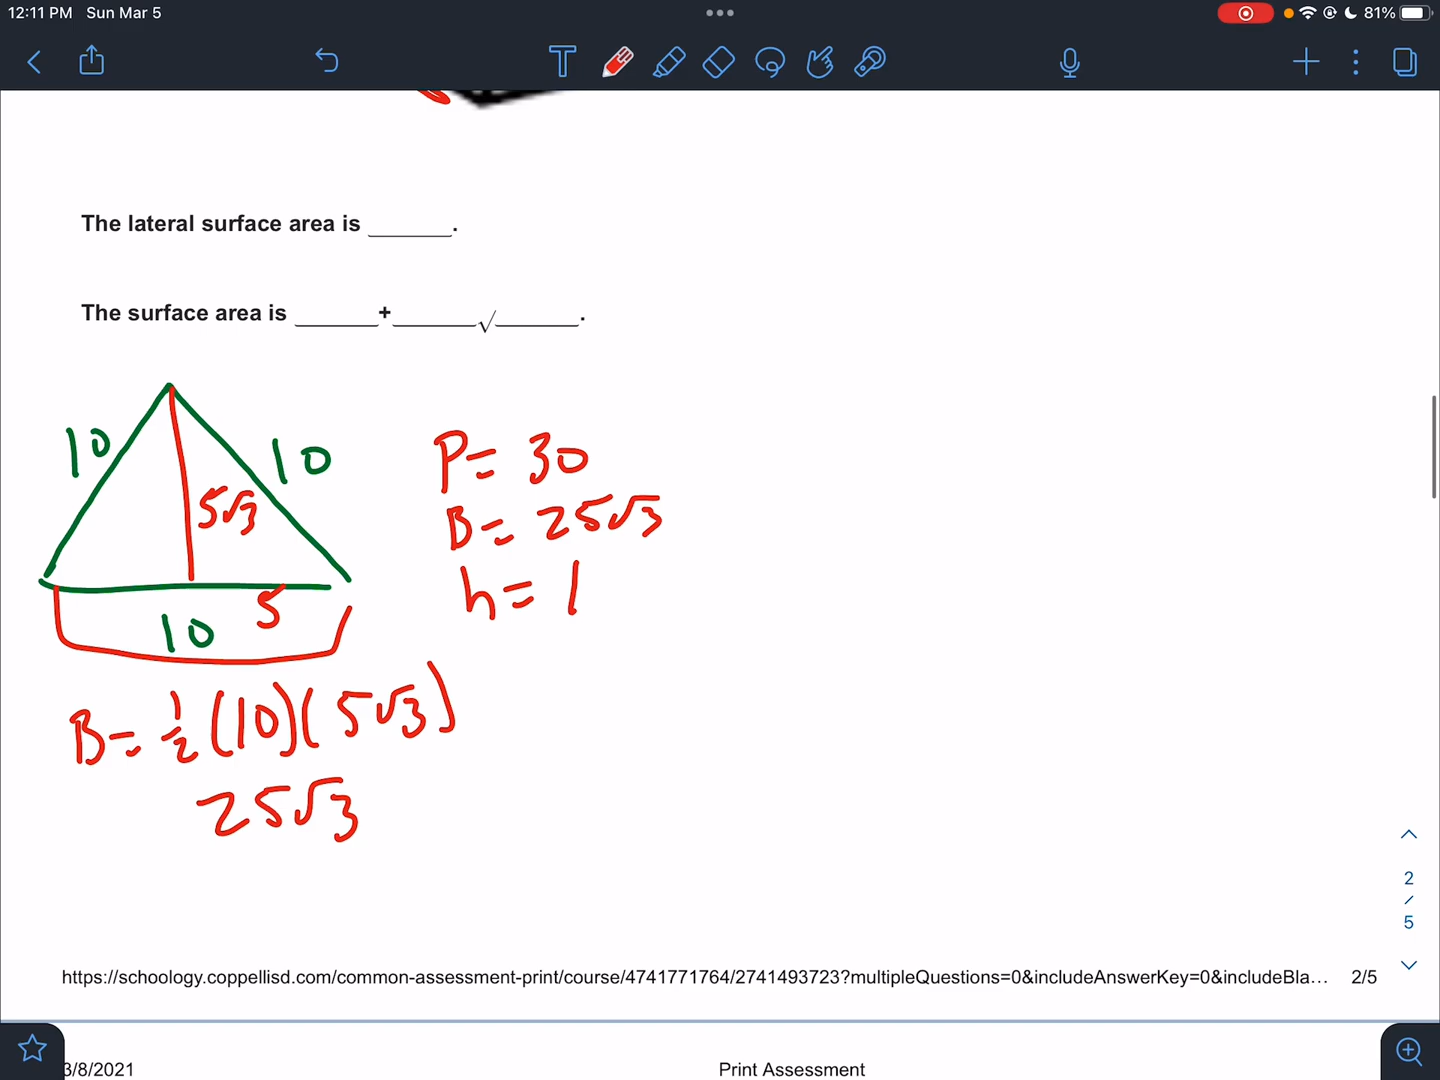 12:11 PM Sun Mar 5
81%
The lateral surface area is ______.
The surface area is ______+______√______.
10
10
5√3
5
10
P= 30
B= 25√3
h= 1
B= 1/2 (10)(5√3)
25√3
2
/
5
https://schoology.coppellisd.com/common-assessment-print/course/4741771764/2741493723?multipleQuestions=0&includeAnswerKey=0&includeBla… 2/5
3/8/2021 Print Assessment